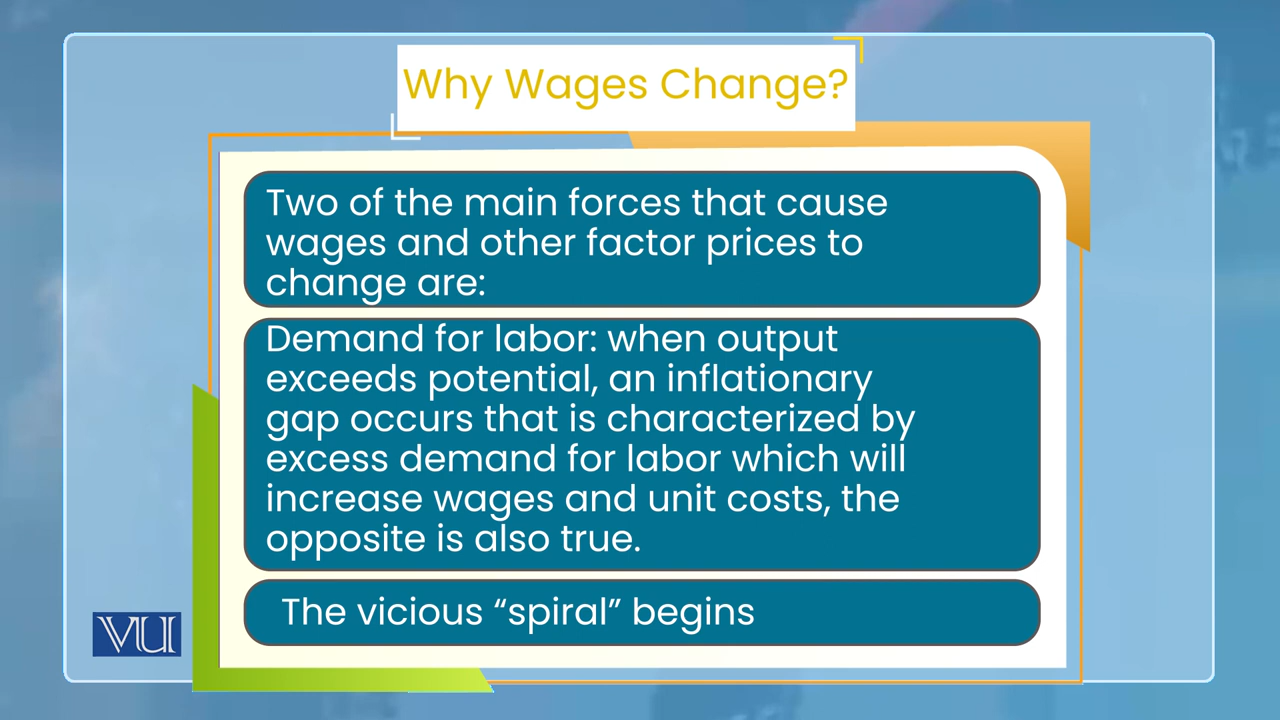 Why Wages Change?
Two of the main forces that cause
wages and other factor prices to
change are:
Demand for labor: when output
exceeds potential, an inflationary
gap occurs that is characterized by
excess demand for labor which will
increase wages and unit costs, the
opposite is also true.
The vicious “spiral” begins
VU